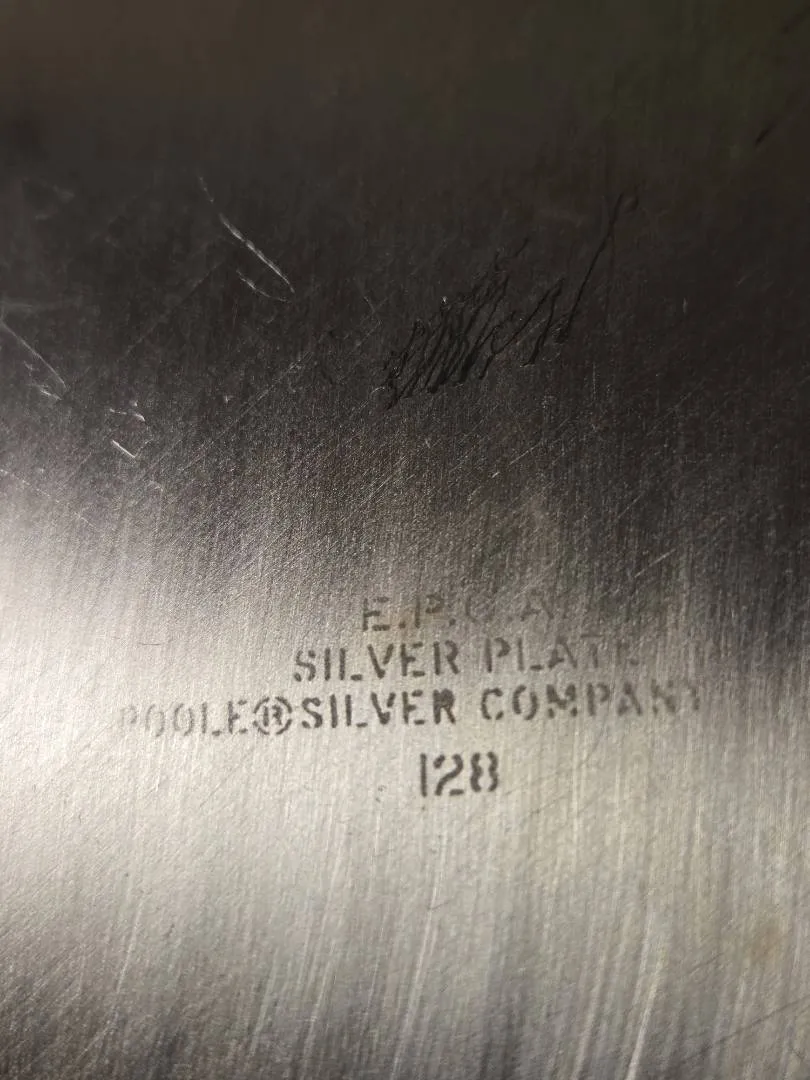 E.P.C.A.
SILVER PLATE
POOLE®SILVER COMPANY
128